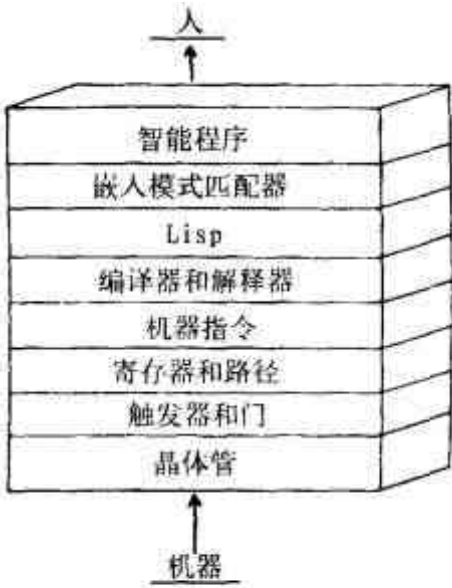 人
智能程序
嵌入模式匹配器
Lisp
编译器和解释器
机器指令
寄存器和路径
触发器和门
晶体管
机器